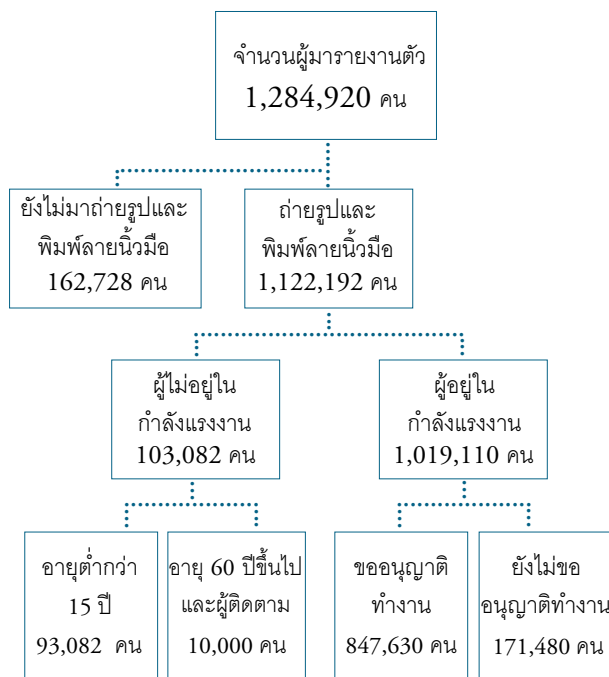 จำนวนผู้มารายงานตัว
1,284,920 คน
ยังไม่มาถ่ายรูปและ
พิมพ์ลายนิ้วมือ
162,728 คน
ถ่ายรูปและ
พิมพ์ลายนิ้วมือ
1,122,192 คน
ผู้ไม่อยู่ใน
กำลังแรงงาน
103,082 คน
ผู้อยู่ใน
กำลังแรงงาน
1,019,110 คน
อายุต่ำกว่า
15 ปี
93,082 คน
อายุ 60 ปีขึ้นไป
และผู้ติดตาม
10,000 คน
ขออนุญาติ
ทำงาน
847,630 คน
ยังไม่ขอ
อนุญาติทำงาน
171,480 คน